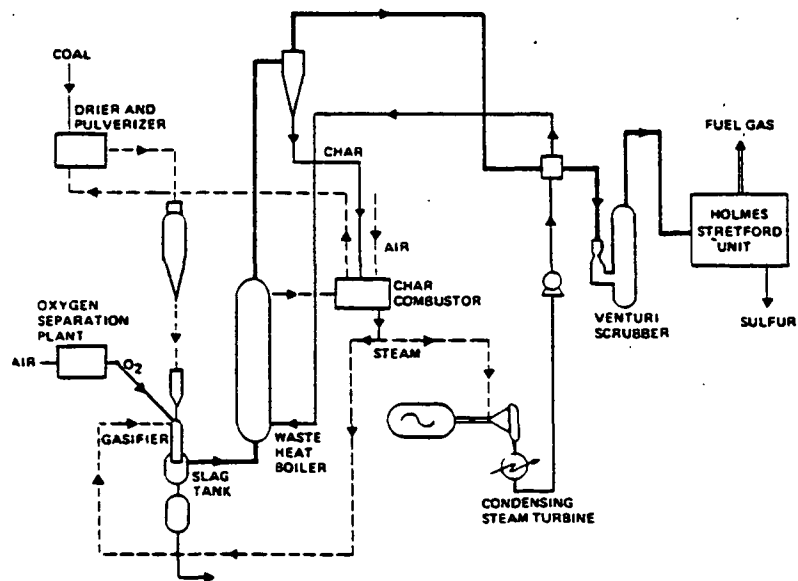 COAL
DRIER AND
PULVERIZER
CHAR
AIR
CHAR
COMBUSTOR
FUEL GAS
HOLMES
STRETFORD
UNIT
SULFUR
VENTURI
SCRUBBER
OXYGEN
SEPARATION
PLANT
AIR
O2
GASIFIER
STEAM
WASTE
HEAT
BOILER
SLAG
TANK
CONDENSING
STEAM TURBINE